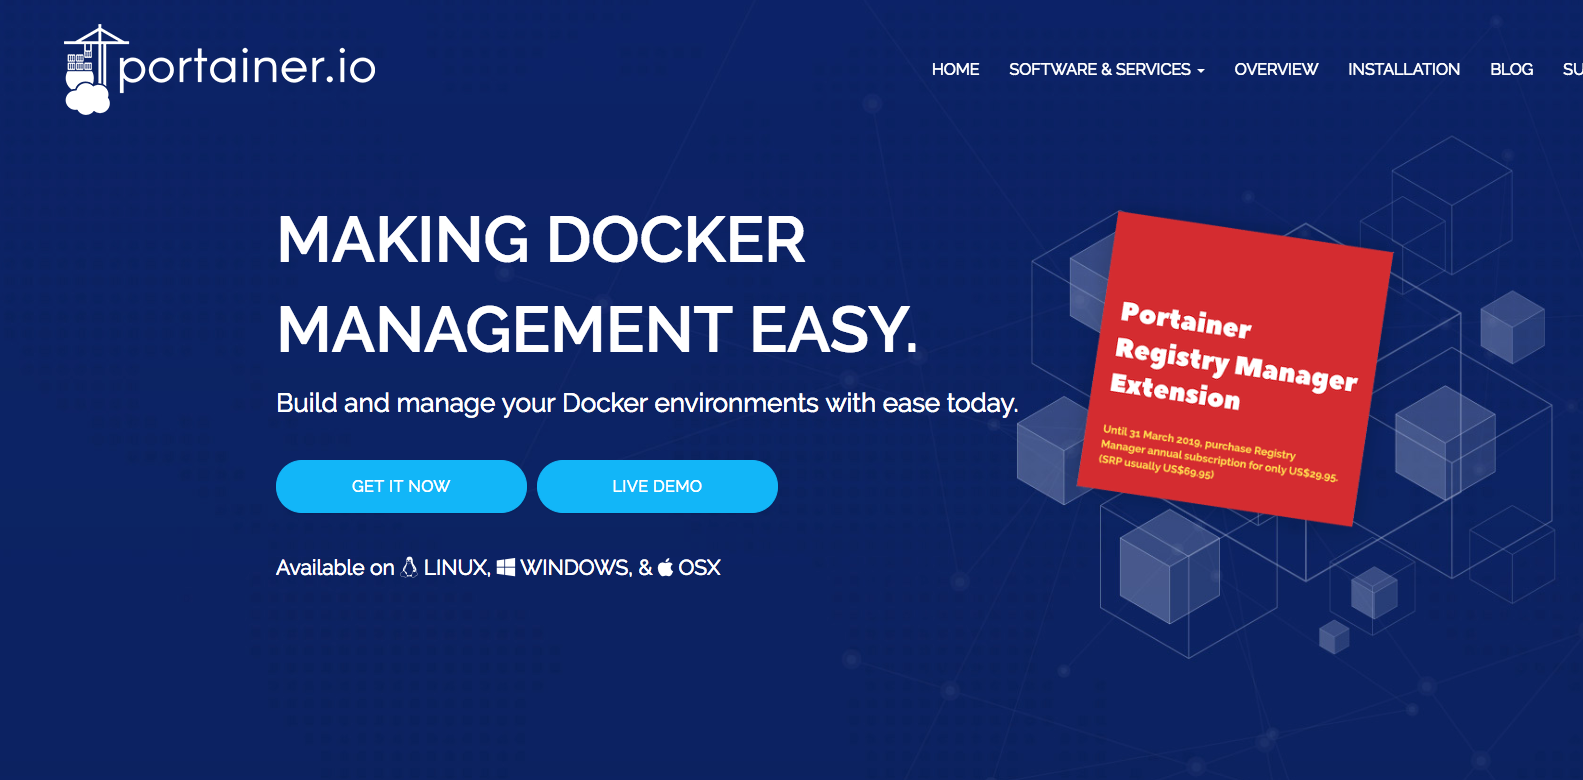 portainer.io
HOME SOFTWARE & SERVICES OVERVIEW INSTALLATION BLOG SU
MAKING DOCKER
MANAGEMENT EASY.
Build and manage your Docker environments with ease today.
GET IT NOW LIVE DEMO
Available on LINUX, WINDOWS, & OSX
Portainer
Registry Manager
Extension
Until 31 March 2019, purchase Registry
Manager annual subscription for only US$29.95.
(SRP usually US$69.95)